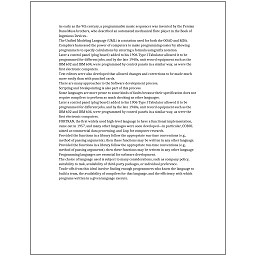 as early as the 9th century, a programmable music sequencer was invented by the Persian
Banu Musa brothers, who described an automated mechanical flute player in the Book of
Ingenious Devices.
The Unified Modeling Language (UML) is a notation used for both the OOAD and MDA.
Programs harnessed the power of computers to make programming easier by allowing
programmers to specify calculations by entering a formula using infix notation.
Later a control panel (plug board) added to his 1906 Type I Tabulator allowed it to be
programmed for different jobs, and by the late 1940s, unit record equipment such as the
IBM 602 and IBM 604, were programmed by control panels in a similar way, as were the
first electronic computers.
Text editors were also developed that allowed changes and corrections to be made much
more easily than with punched cards.
There are many approaches to the Software development process.
Scripting and breakpointing is also part of this process.
Some languages are more prone to some kinds of faults because their specification does not
require compilers to perform as much checking as other languages.
Later a control panel (plug board) added to his 1906 Type I Tabulator allowed it to be
programmed for different jobs, and by the late 1940s, unit record equipment such as the
IBM 602 and IBM 604, were programmed by control panels in a similar way, as were the
first electronic computers.
FORTRAN, the first widely used high-level language to have a functional implementation,
came out in 1957, and many other languages were soon developed—in particular, COBOL
aimed at commercial data processing, and Lisp for computer research.
Provided the functions in a library follow the appropriate run-time conventions (e.g.,
method of passing arguments), then these functions may be written in any other language.
Provided the functions in a library follow the appropriate run-time conventions (e.g.,
method of passing arguments), then these functions may be written in any other language.
Programming languages are essential for software development.
The choice of language used is subject to many considerations, such as company policy,
suitability to task, availability of third-party packages, or individual preference.
Trade-offs from this ideal involve finding enough programmers who know the language to
build a team, the availability of compilers for that language, and the efficiency with which
programs written in a given language execute.